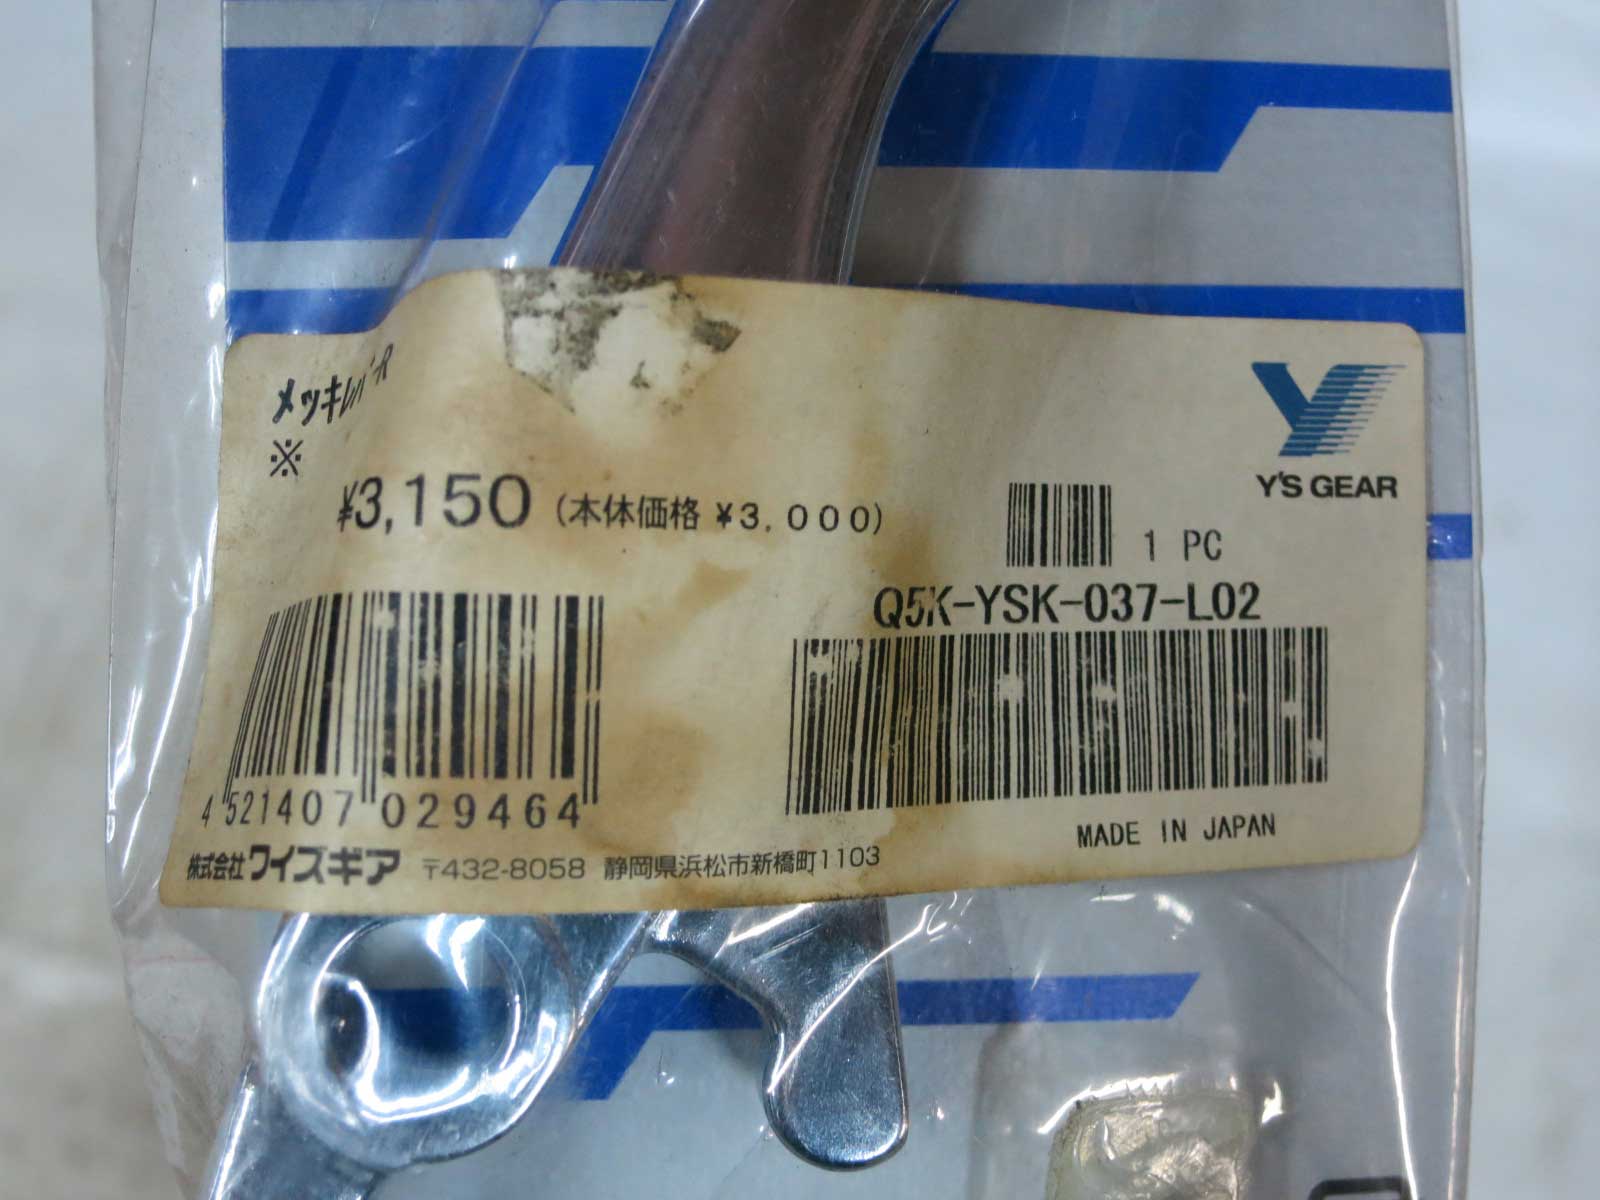 メッキレバーR
※
¥3,150 (本体価格 ¥3,000)
Y'S GEAR
1 PC
Q5K-YSK-037-L02
4 521407 029464
MADE IN JAPAN
株式会社ワイズギア 〒432-8058 静岡県浜松市新橋町1103